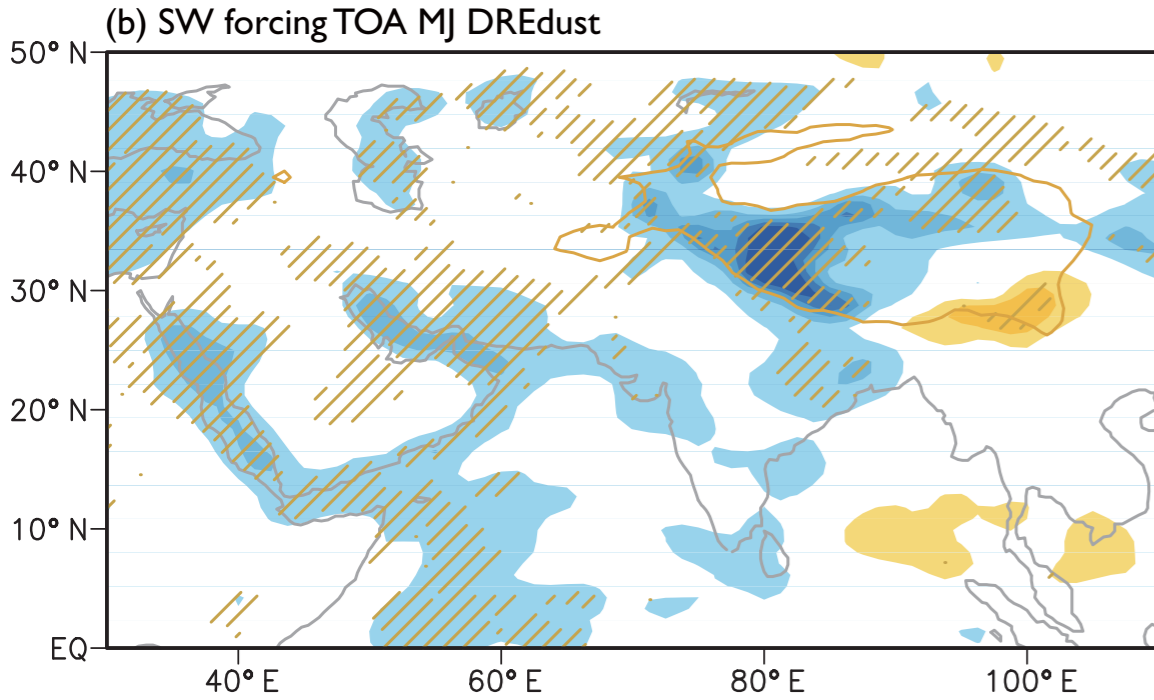 (b) SW forcing TOA MJ DREdust
50° N
40° N
30° N
20° N
10° N
EQ
40° E
60° E
80° E
100° E